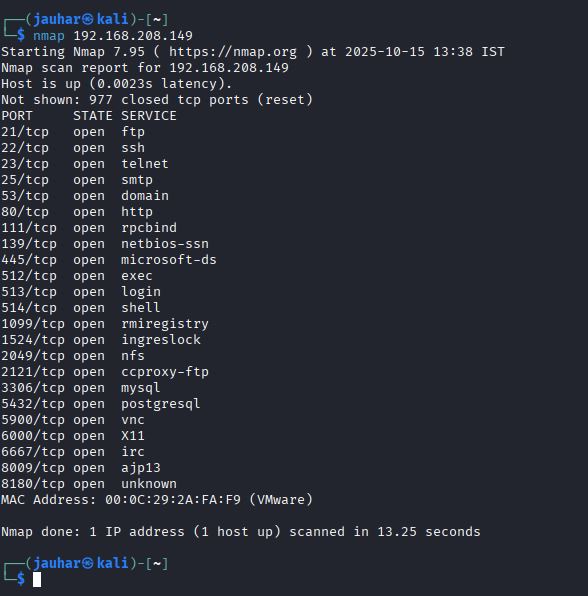 ┌──(jauhar㉿kali)-[~]
└─$ nmap 192.168.208.149
Starting Nmap 7.95 ( https://nmap.org ) at 2025-10-15 13:38 IST
Nmap scan report for 192.168.208.149
Host is up (0.0023s latency).
Not shown: 977 closed tcp ports (reset)
PORT     STATE SERVICE
21/tcp   open  ftp
22/tcp   open  ssh
23/tcp   open  telnet
25/tcp   open  smtp
53/tcp   open  domain
80/tcp   open  http
111/tcp  open  rpcbind
139/tcp  open  netbios-ssn
445/tcp  open  microsoft-ds
512/tcp  open  exec
513/tcp  open  login
514/tcp  open  shell
1099/tcp open  rmiregistry
1524/tcp open  ingreslock
2049/tcp open  nfs
2121/tcp open  ccproxy-ftp
3306/tcp open  mysql
5432/tcp open  postgresql
5900/tcp open  vnc
6000/tcp open  X11
6667/tcp open  irc
8009/tcp open  ajp13
8180/tcp open  unknown
MAC Address: 00:0C:29:2A:FA:F9 (VMware)
Nmap done: 1 IP address (1 host up) scanned in 13.25 seconds
┌──(jauhar㉿kali)-[~]
└─$